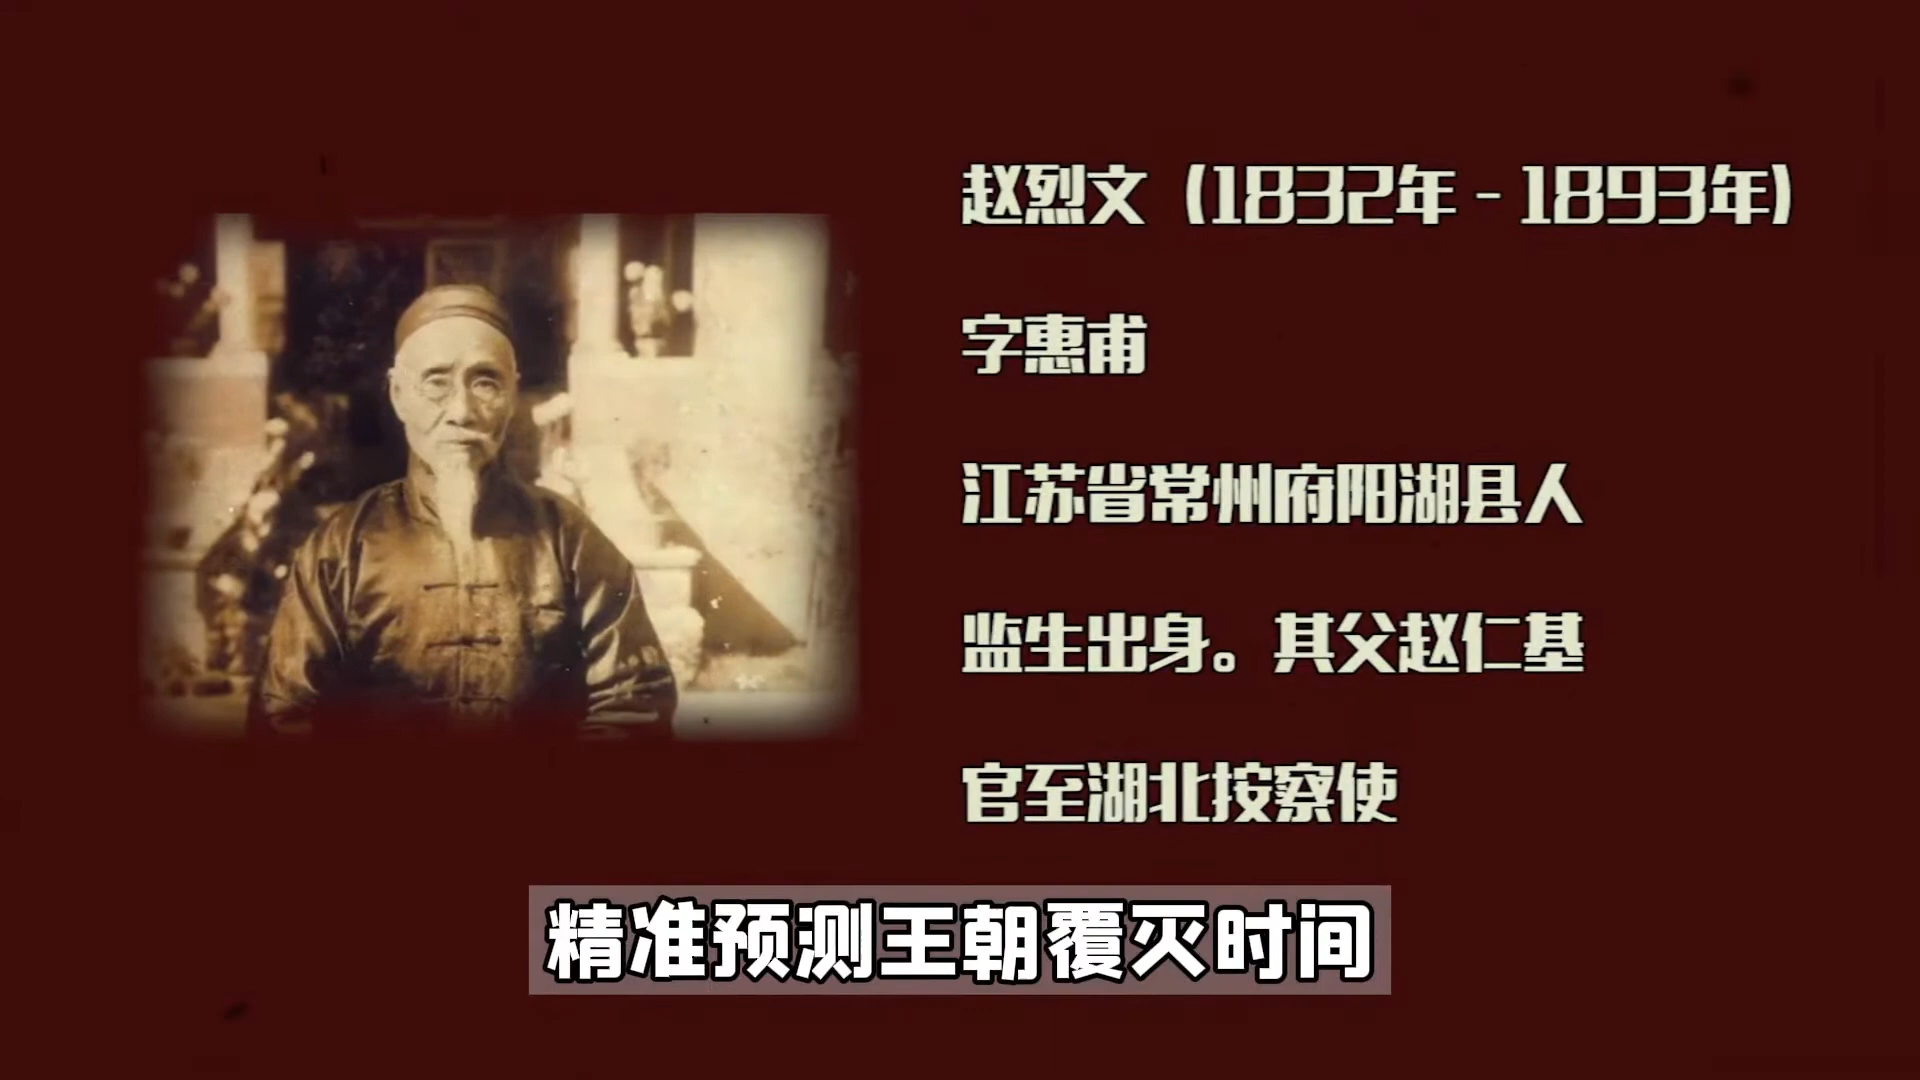 赵烈文（1832年-1893年）
字惠甫
江苏省常州府阳湖县人
监生出身。其父赵仁基
官至湖北按察使
精准预测王朝覆灭时间